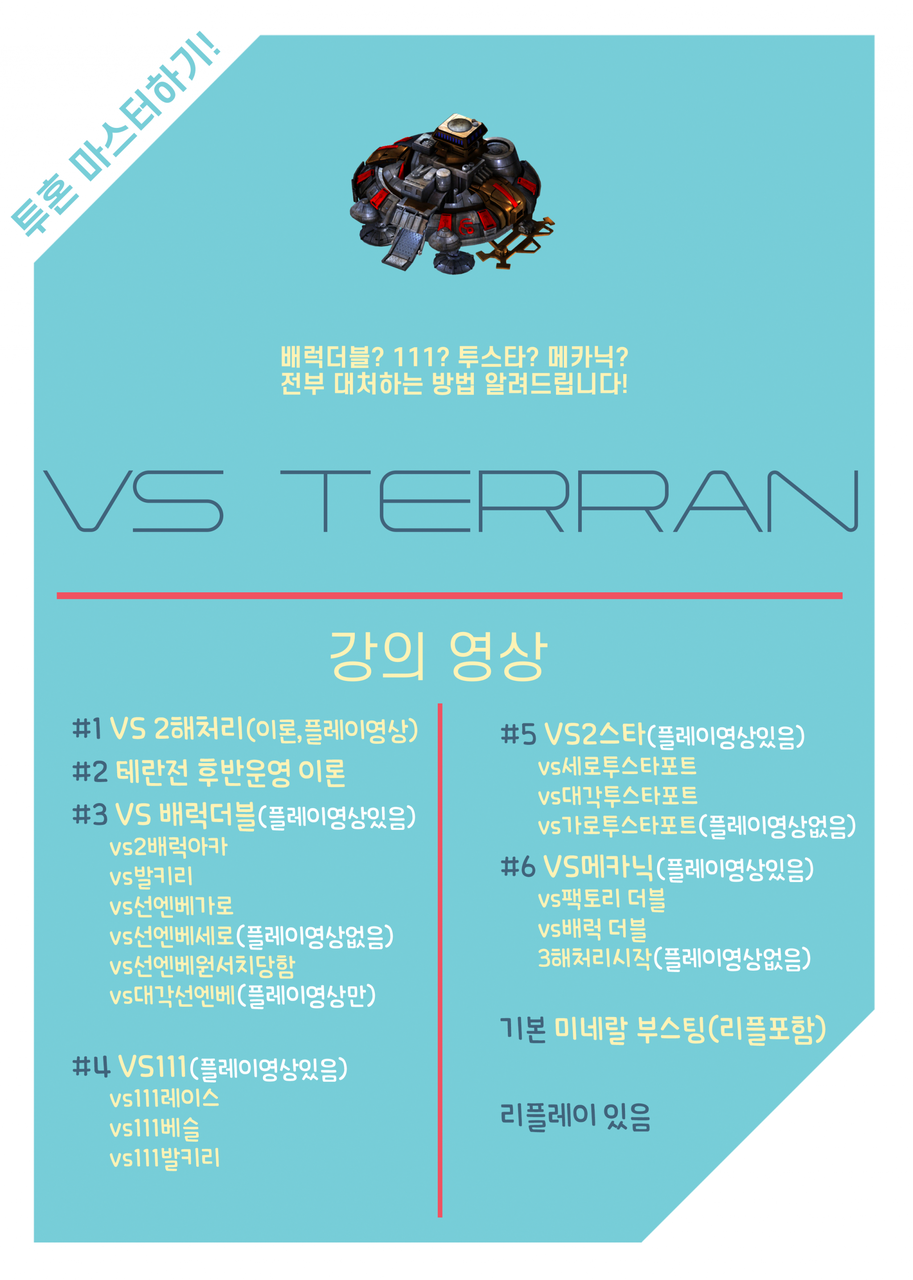 투혼 마스터하기!
배럭더블? 111? 투스타? 메카닉?
전부 대처하는 방법 알려드립니다!
VS TERRAN
강의 영상
#1 VS 2해처리(이론,플레이영상)
#2 테란전 후반운영 이론
#3 VS 배럭더블(플레이영상있음)
vs2배럭아카
vs발키리
vs선엔베가로
vs선엔베세로(플레이영상없음)
vs선엔베원서치당함
vs대각선엔베(플레이영상만)
#4 VS111(플레이영상있음)
vs111레이스
vs111베슬
vs111발키리
#5 VS2스타(플레이영상있음)
vs세로투스타포트
vs대각투스타포트
vs가로투스타포트(플레이영상없음)
#6 VS메카닉(플레이영상있음)
vs팩토리 더블
vs배럭 더블
3해처리시작(플레이영상없음)
기본 미네랄 부스팅(리플포함)
리플레이 있음